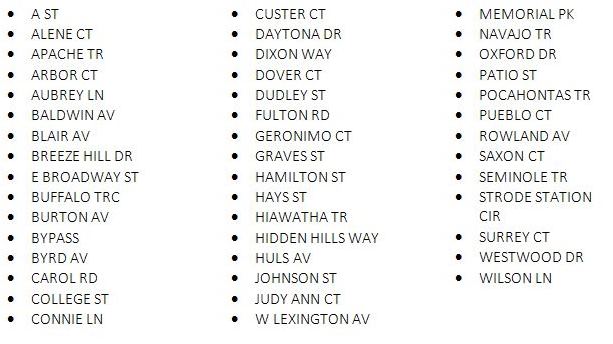 A ST
ALENE CT
APACHE TR
ARBOR CT
AUBREY LN
BALDWIN AV
BLAIR AV
BREEZE HILL DR
E BROADWAY ST
BUFFALO TRC
BURTON AV
BYPASS
BYRD AV
CAROL RD
COLLEGE ST
CONNIE LN
CUSTER CT
DAYTONA DR
DIXON WAY
DOVER CT
DUDLEY ST
FULTON RD
GERONIMO CT
GRAVES ST
HAMILTON ST
HAYS ST
HIAWATHA TR
HIDDEN HILLS WAY
HULS AV
JOHNSON ST
JUDY ANN CT
W LEXINGTON AV
MEMORIAL PK
NAVAJO TR
OXFORD DR
PATIO ST
POCAHONTAS TR
PUEBLO CT
ROWLAND AV
SAXON CT
SEMINOLE TR
STRODE STATION
CIR
SURREY CT
WESTWOOD DR
WILSON LN